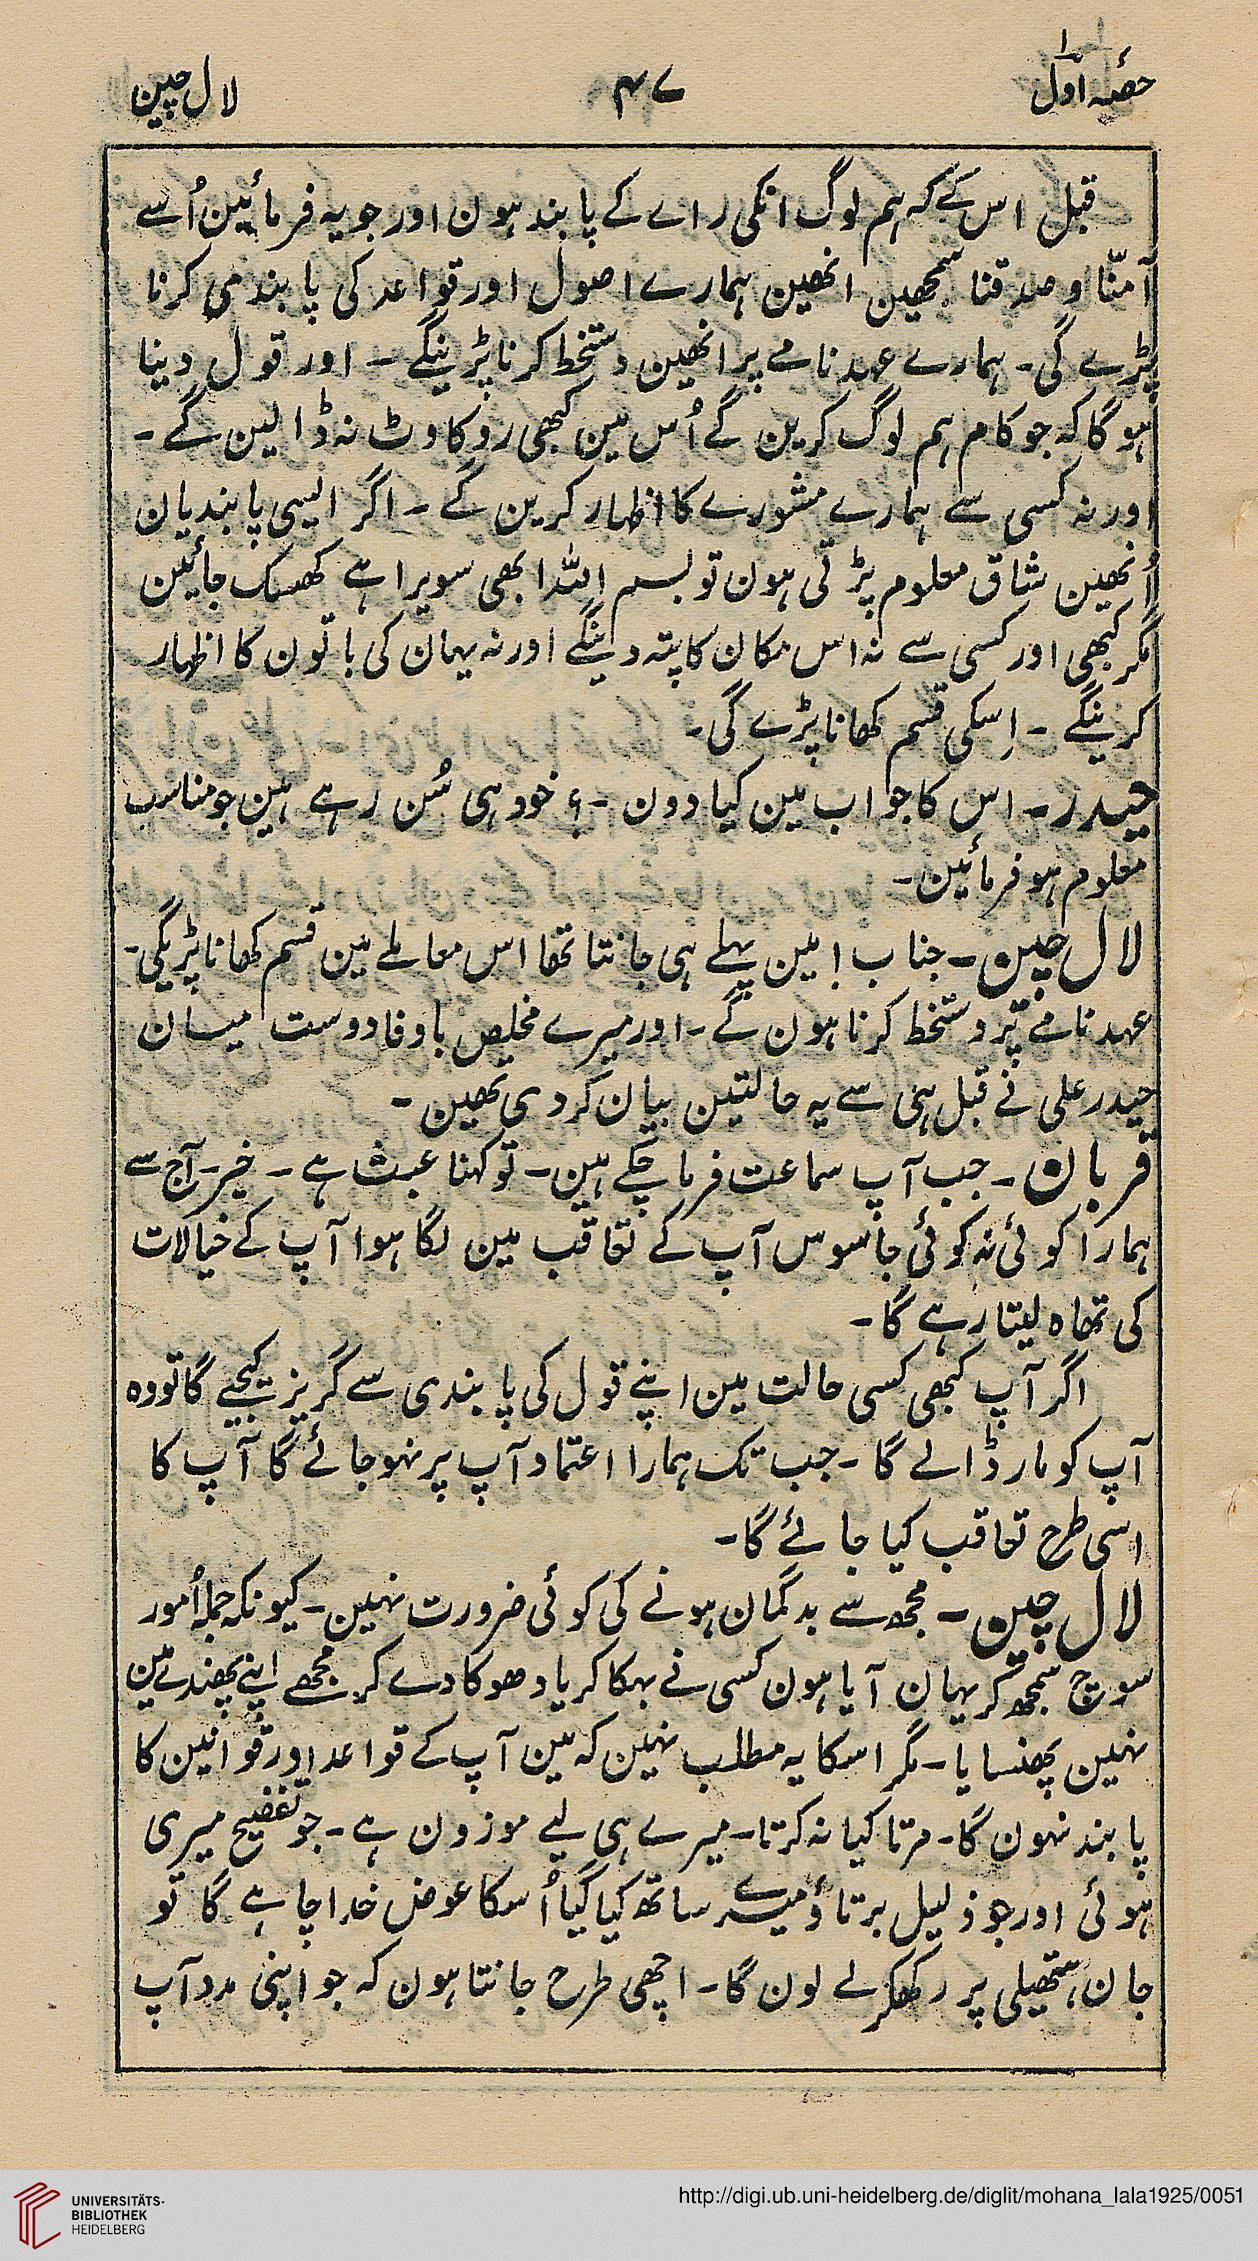 حصہ اول
۴۷
لال چین
قبل اس کے کہ ہم لوگ انکی راے کے پابند ہون اور جو یہ فرمائین اُسے
آمنّا و صدقنا سمجھین انھین ہمارے اصول اور قواعد کی پابندی کرنا
پڑے گی۔ ہمارے عہدنامے پر انھین دستخط کرنا پڑینگے ۔ اور قول دینا
ہوگا کہ جو کام ہم لوگ کرین گے اُس مین کبھی روکاوٹ نہ ڈالین گے ۔
اور نہ کسی سے ہمارے مشورے کا اظہار کرین گے ۔ اگر ایسی پابندیان
اُنھین شاق معلوم پڑتی ہون تو بسم اللہ ابھی سویرا ہے کھسک جائین
مگر کبھی اور کسی سے نہ اس مکان کا پتہ دینگے اور نہ یہان کی باتون کا اظہار
کرینگے ۔ اِسکی قسم کھانا پڑے گی۔
حیدر ۔ اس کا جواب مین کیا دون ۔ ؟ خود ہی سُن رہے ہین جو مناسب
معلوم ہو فرمائین۔
لال چین ۔ جناب ! مین پہلے ہی جانتا تھا اس معاملے مین قسم کھانا پڑیگی۔
عہدنامے پر دستخط کرنا ہون گے ۔ اور میرے مخلص باوفا دوست میان
حیدر علی نے قبل ہی سے یہ حالتین بیان کردی تھین ۔
قربان ۔ جب آپ سماعت فرما چکے ہین ۔ تو کہنا عبث ہے ۔ خیر۔ آج سے
ہمارا کوئی نہ کوئی جاسوس آپ کے تعاقب مین لگا ہوا آپ کے خیالات
کی تھاہ لیتا رہے گا۔
اگر آپ کبھی کسی حالت مین اپنے قول کی پابندی سے گریز کیجیے گا تو وہ
آپ کو مار ڈالے گا ۔ جب تک ہمارا اعتماد آپ پر نہو جائے گا آپ کا
اسی طرح تعاقب کیا جائے گا۔
لال چین ۔ مجھ سے بدگمان ہونے کی کوئی ضرورت نہین۔ کیونکہ جملہ اُمور
سوچ سمجھ کر یہان آیا ہون کسی نے بہکا کر یا دھوکا دے کر مجھے اپنے پھندے مین
نہین پھنسایا ۔ مگر اسکا یہ مطلب نہین کہ مین آپ کے قواعد اور قوانین کا
پابند نہون گا۔ مرتا کیا نہ کرتا۔ میرے ہی لیے موزون ہے ۔ جو تفضیح میری
ہوئی اور جو ذلیل برتاؤ میرے ساتھ کیا گیا اُسکا عوض خدا چاہے گا تو
جان ہتھیلی پر رکھکر لے لون گا۔ اچھی طرح جانتا ہون کہ جو اپنی مدد آپ
UNIVERSITÄTS-
BIBLIOTHEK
HEIDELBERG
http://digi.ub.uni-heidelberg.de/diglit/mohana_lala1925/0051